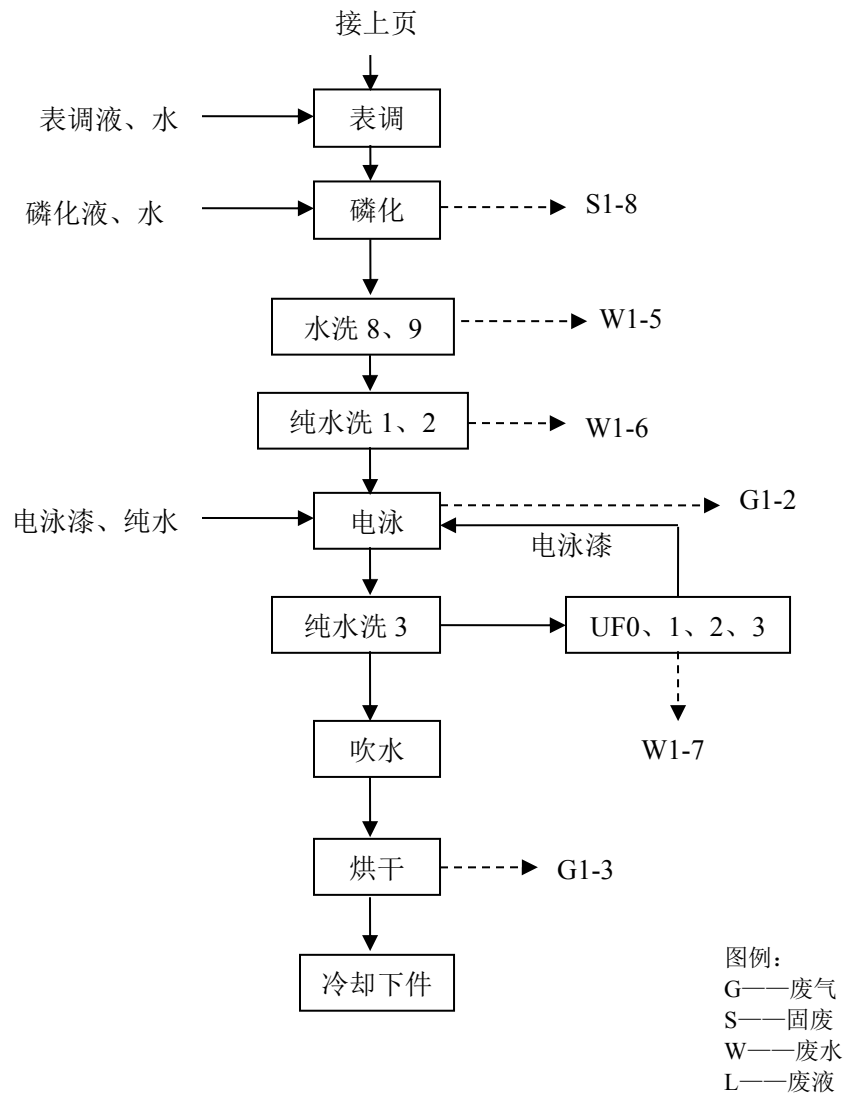 接上页
表调液、水
表调
磷化液、水
磷化
S1-8
水洗 8、9
W1-5
纯水洗 1、2
W1-6
电泳漆、纯水
电泳
G1-2
电泳漆
纯水洗 3
UF0、1、2、3
吹水
W1-7
烘干
G1-3
冷却下件
图例：
G——废气
S——固废
W——废水
L——废液